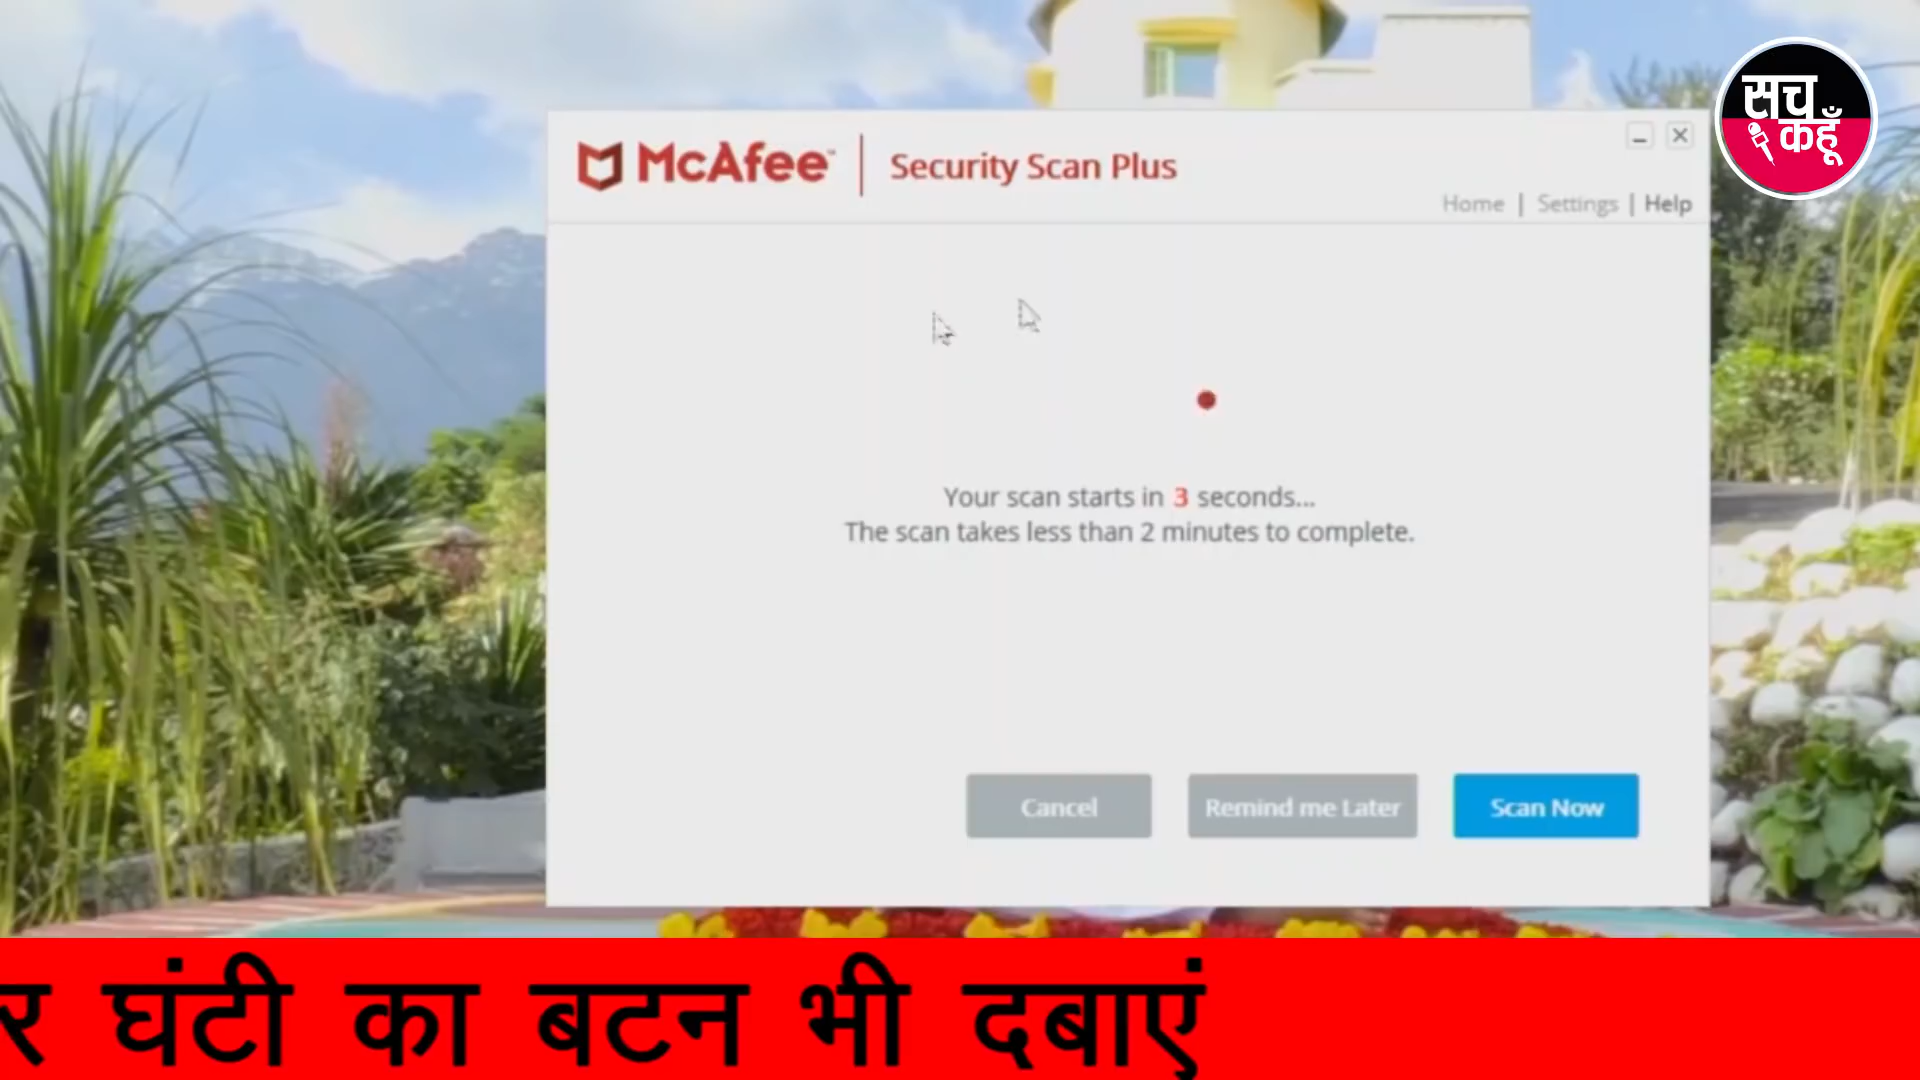 सच
कहूँ
McAfee™ | Security Scan Plus
Home | Settings | Help
Your scan starts in 3 seconds...
The scan takes less than 2 minutes to complete.
Cancel
Remind me Later
Scan Now
घंटी का बटन भी दबाएं